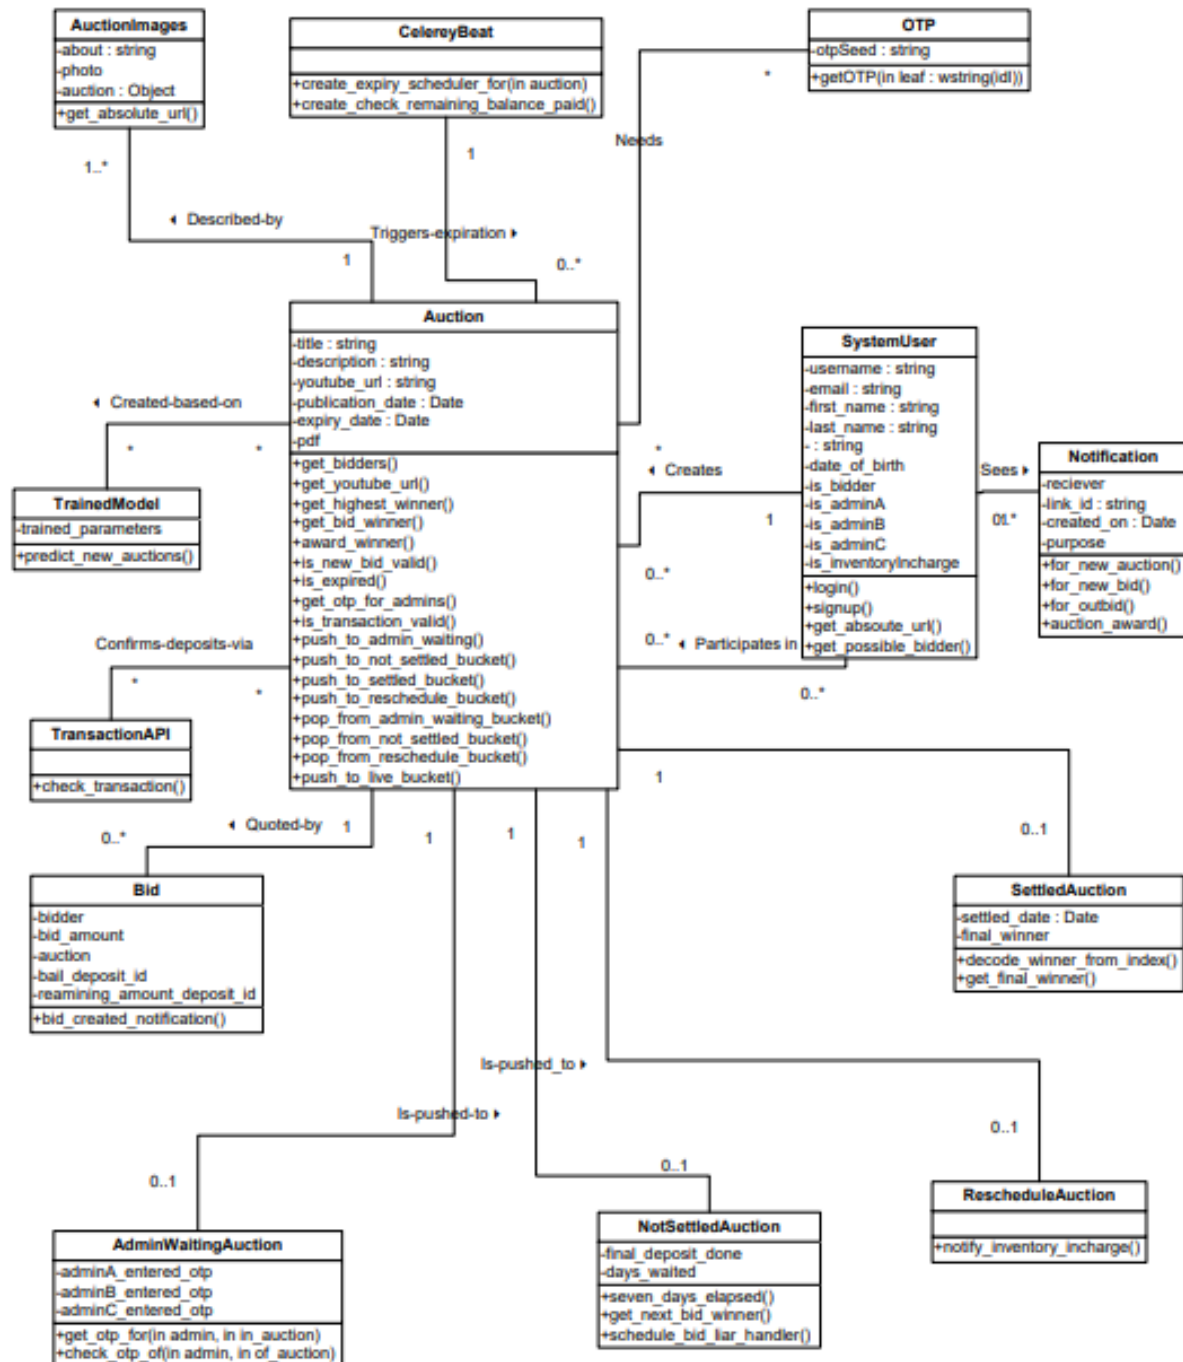 AuctionImages
-about : string
-photo
-auction : Object
+get_absolute_url()
CelereyBeat
+create_expiry_scheduler_for(in auction)
+create_check_remaining_balance_paid()
OTP
-otpSeed : string
+getOTP(in leaf : wstring(idl))
*
Needs
1..*
1
◀ Described-by
Triggers-expiration ▶
1
0..*
Auction
-title : string
-description : string
-youtube_url : string
-publication_date : Date
-expiry_date : Date
-pdf
+get_bidders()
+get_youtube_url()
+get_highest_winner()
+get_bid_winner()
+award_winner()
+is_new_bid_valid()
+is_expired()
+get_otp_for_admins()
+is_transaction_valid()
+push_to_admin_waiting()
+push_to_not_settled_bucket()
+push_to_settled_bucket()
+push_to_reschedule_bucket()
+pop_from_admin_waiting_bucket()
+pop_from_not_settled_bucket()
+pop_from_reschedule_bucket()
+push_to_live_bucket()
SystemUser
-username : string
-email : string
-first_name : string
-last_name : string
- : string
-date_of_birth
-is_bidder
-is_adminA
-is_adminB
-is_adminC
-is_inventoryIncharge
+login()
+signup()
+get_absoute_url()
+get_possible_bidder()
*
◀ Creates
1
0..*
Sees ▶
Notification
-reciever
-link_id : string
-created_on : Date
-purpose
+for_new_auction()
+for_new_bid()
+for_outbid()
+auction_award()
0..* ◀ Participates in
0..*
◀ Created-based-on
* *
TrainedModel
-trained_parameters
+predict_new_auctions()
Confirms-deposits-via
* *
TransactionAPI
+check_transaction()
◀ Quoted-by
0..* 1 1 1 1
1
0..1
Bid
-bidder
-bid_amount
-auction
-bail_deposit_id
-reamining_amount_deposit_id
+bid_created_notification()
SettledAuction
-settled_date : Date
-final_winner
+decode_winner_from_index()
+get_final_winner()
Is-pushed_to ▶
Is-pushed-to ▶
0..1
0..1
0..1
AdminWaitingAuction
-adminA_entered_otp
-adminB_entered_otp
-adminC_entered_otp
+get_otp_for(in admin, in in_auction)
+check_otp_of(in admin, in of_auction)
NotSettledAuction
-final_deposit_done
-days_waited
+seven_days_elapsed()
+get_next_bid_winner()
+schedule_bid_liar_handler()
RescheduleAuction
+notify_inventory_incharge()